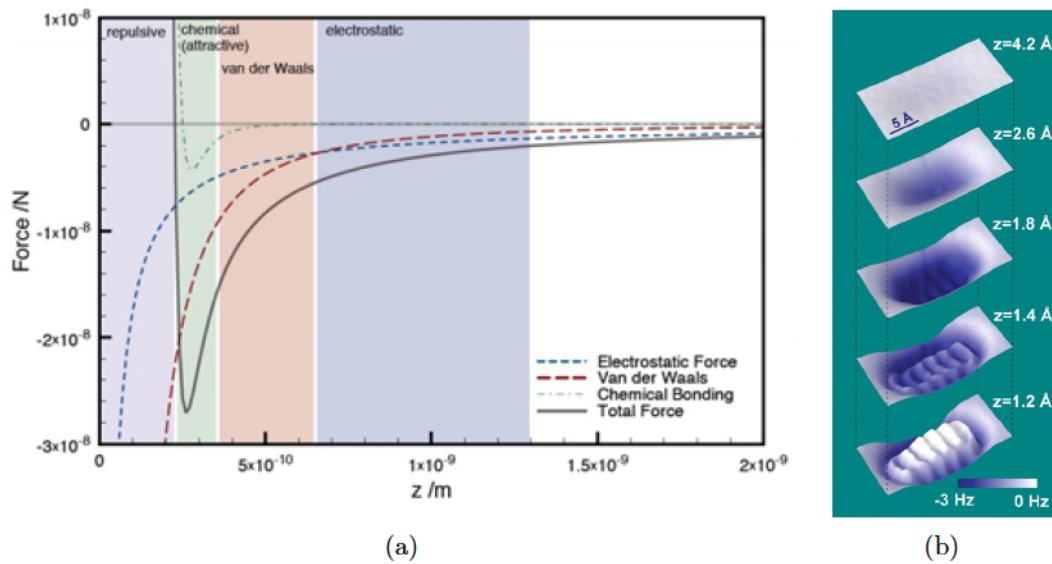 1×10⁻⁸
0
-1×10⁻⁸
-2×10⁻⁸
-3×10⁻⁸
Force /N
repulsive
chemical
(attractive)
van der Waals
electrostatic
Electrostatic Force
Van der Waals
Chemical Bonding
Total Force
0 5×10⁻¹⁰ 1×10⁻⁹ 1.5×10⁻⁹ 2×10⁻⁹
z /m
(a)
z=4.2 Å
5 Å
z=2.6 Å
z=1.8 Å
z=1.4 Å
z=1.2 Å
-3 Hz 0 Hz
(b)